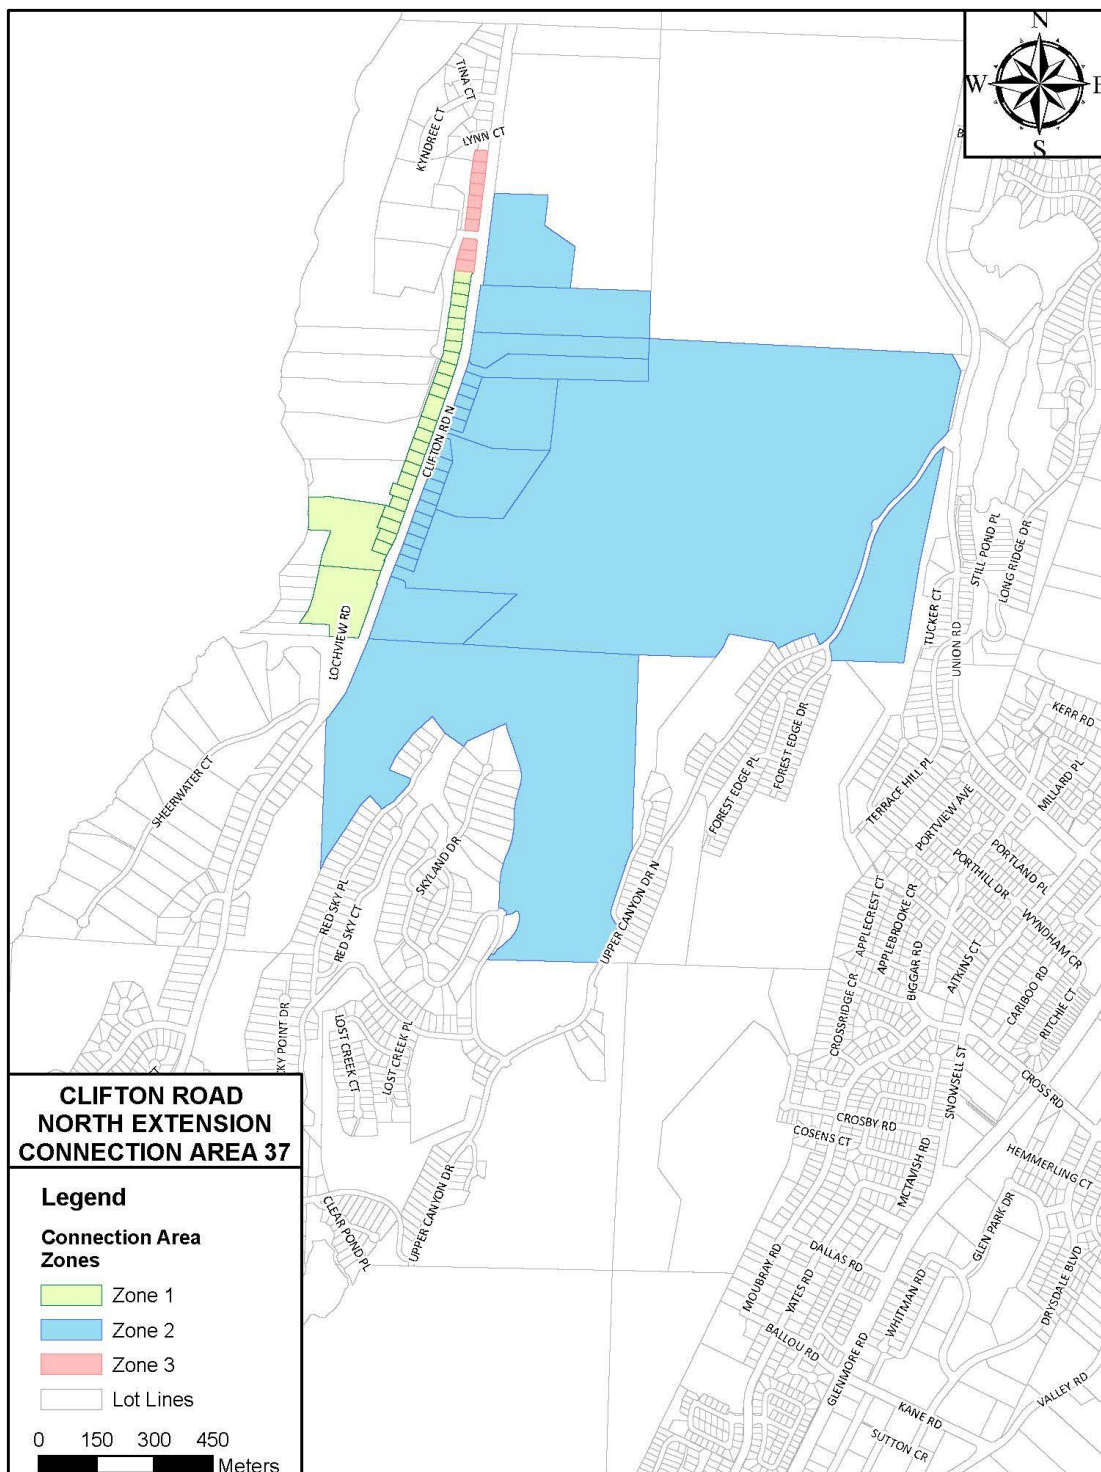 N
W
E
S
TINA CT
KYNDREE CT
LYNN CT
CLIFTON RD N
LOCHVIEW RD
STILL POND PL
LONG RIDGE DR
TUCKER CT
UNION RD
KERR RD
MILLARD PL
SHEERWATER CT
FOREST EDGE PL
FOREST EDGE DR
TERRACE HILL PL
PORTVIEW AVE
PORTLAND PL
PORTHILL DR
WYNDHAM CR
SKYLAND DR
RED SKY PL
RED SKY CT
UPPER CANYON DR N
APPLECREST CT
APPLEBROOKE CR
BIGGAR RD
AITKINS CT
CARIBOO RD
RITCHIE CT
CROSSRIDGE CR
LOST CREEK CT
LOST CREEK PL
CKY POINT DR
SNOWSELL ST
CROSS RD
CROSBY RD
COSENS CT
MCTAVISH RD
HEMMERLING CT
GLEN PARK DR
DRYSDALE BLVD
UPPER CANYON DR
CLEAR POND PL
MOUBRAY RD
DALLAS RD
YATES RD
WHITMAN RD
BALLOU RD
GLENMORE RD
KANE RD
VALLEY RD
SUTTON CR
CLIFTON ROAD
NORTH EXTENSION
CONNECTION AREA 37
Legend
Connection Area
Zones
Zone 1
Zone 2
Zone 3
Lot Lines
0 150 300 450
Meters